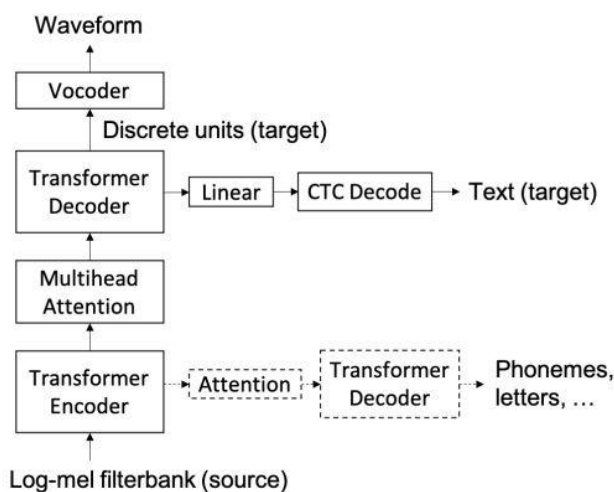 Waveform
Vocoder
Discrete units (target)
Transformer
Decoder
Linear
CTC Decode
Text (target)
Multihead
Attention
Transformer
Encoder
Attention
Transformer
Decoder
Phonemes,
letters, ...
Log-mel filterbank (source)